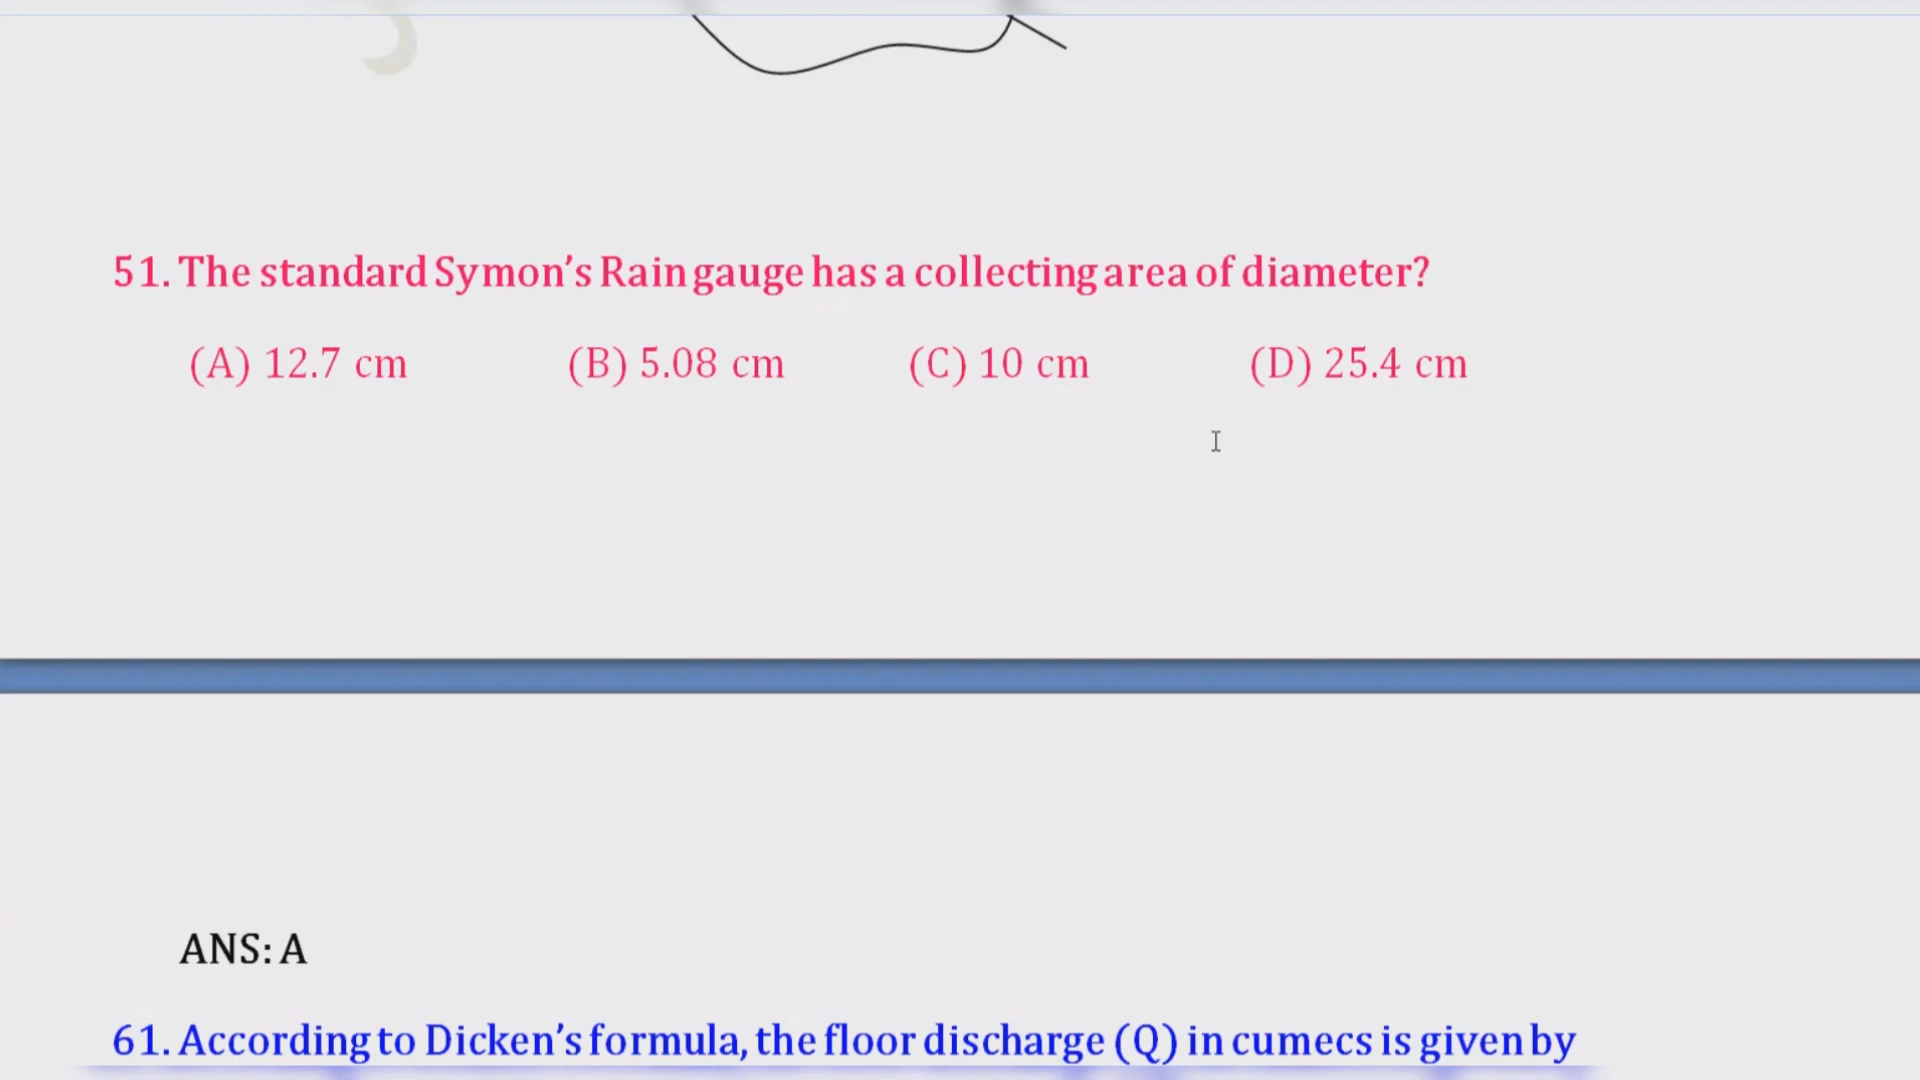 51. The standard Symon’s Rain gauge has a collecting area of diameter?
(A) 12.7 cm (B) 5.08 cm (C) 10 cm (D) 25.4 cm
ANS: A
61. According to Dicken’s formula, the floor discharge (Q) in cumecs is given by